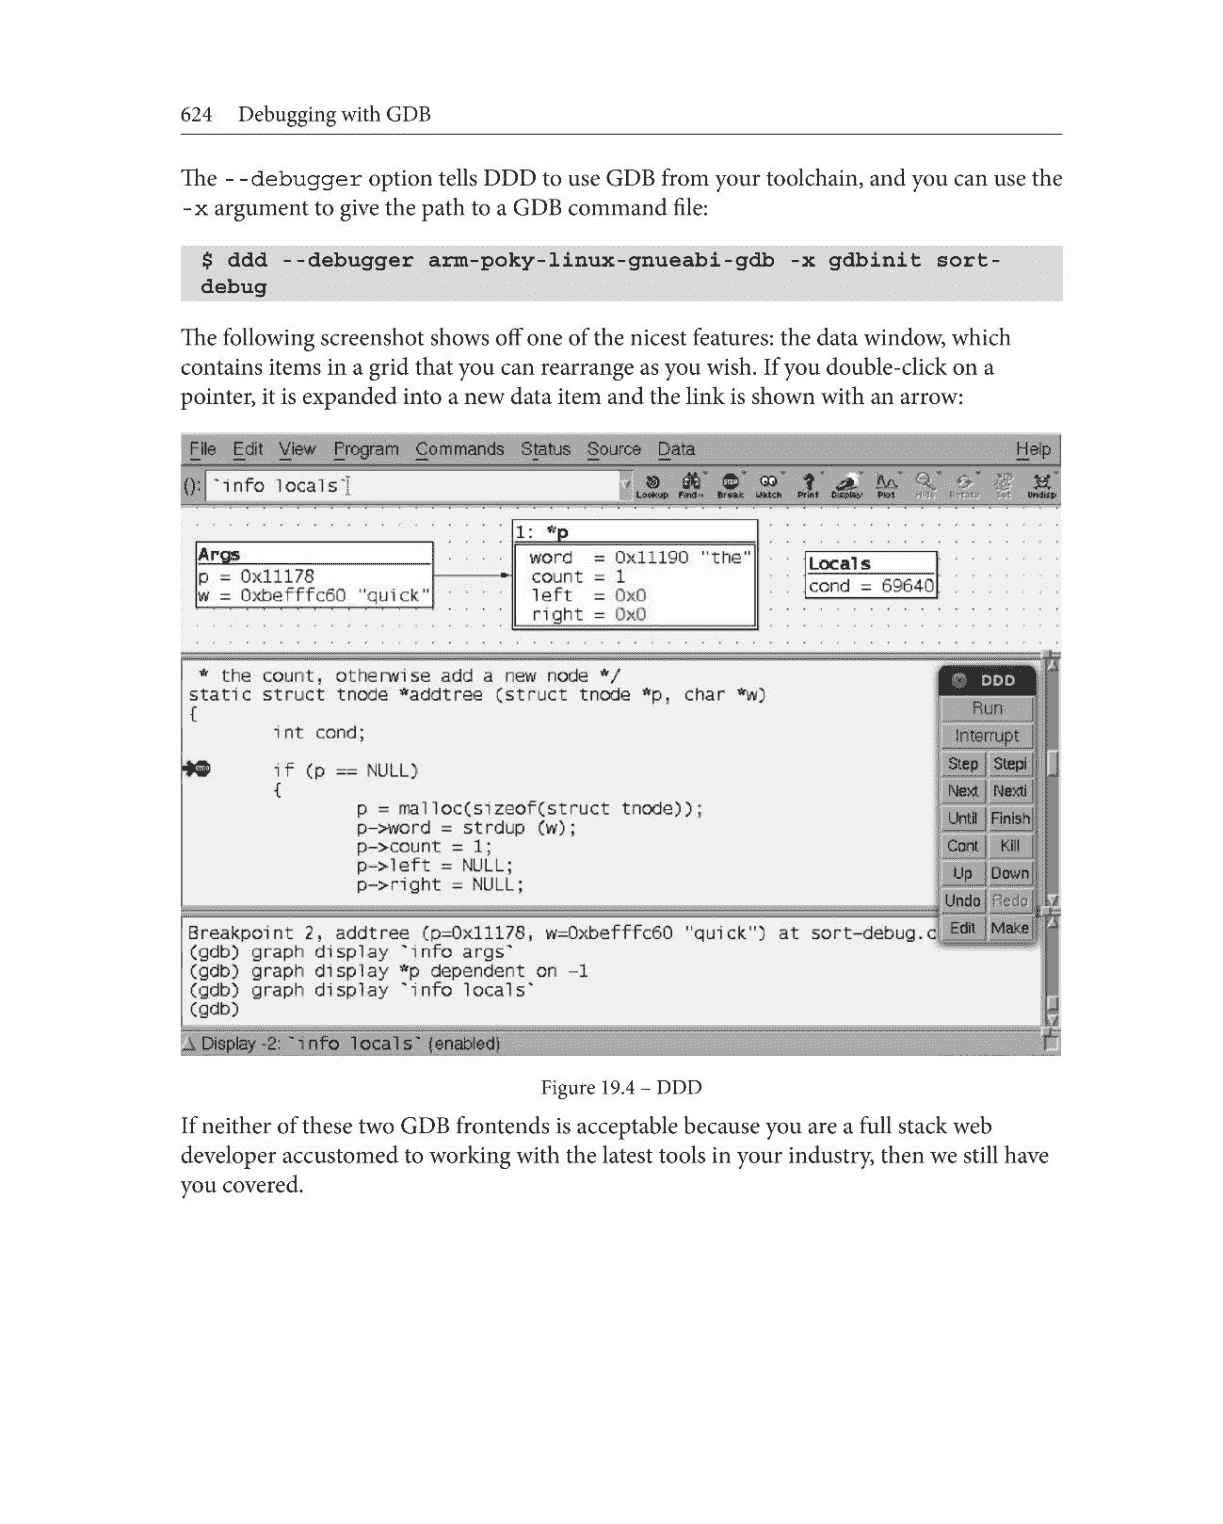 624 Debugging with GDB
The --debugger option tells DDD to use GDB from your toolchain, and you can use the
-x argument to give the path to a GDB command file:
$ ddd --debugger arm-poky-linux-gnueabi-gdb -x gdbinit sort-
debug
The following screenshot shows off one of the nicest features: the data window, which
contains items in a grid that you can rearrange as you wish. If you double-click on a
pointer, it is expanded into a new data item and the link is shown with an arrow:
File Edit View Program Commands Status Source Data Help
(): `info locals`
Lookup Find» Break Watch Print Display Plot Hide Rotate Set Undisp
1: *p
Args
word = 0x11190 "the"
Locals
p = 0x11178
count = 1
cond = 69640
w = 0xbefffc60 "quick"
left = 0x0
right = 0x0
* the count, otherwise add a new node */
static struct tnode *addtree (struct tnode *p, char *w)
{
int cond;
if (p == NULL)
{
p = malloc(sizeof(struct tnode));
p->word = strdup (w);
p->count = 1;
p->left = NULL;
p->right = NULL;
DDD
Run
Interrupt
Step Stepi
Next Nexti
Until Finish
Cont Kill
Up Down
Undo Redo
Edit Make
Breakpoint 2, addtree (p=0x11178, w=0xbefffc60 "quick") at sort-debug.c
(gdb) graph display `info args`
(gdb) graph display *p dependent on -1
(gdb) graph display `info locals`
(gdb)
Display -2: `info locals` (enabled)
Figure 19.4 – DDD
If neither of these two GDB frontends is acceptable because you are a full stack web
developer accustomed to working with the latest tools in your industry, then we still have
you covered.